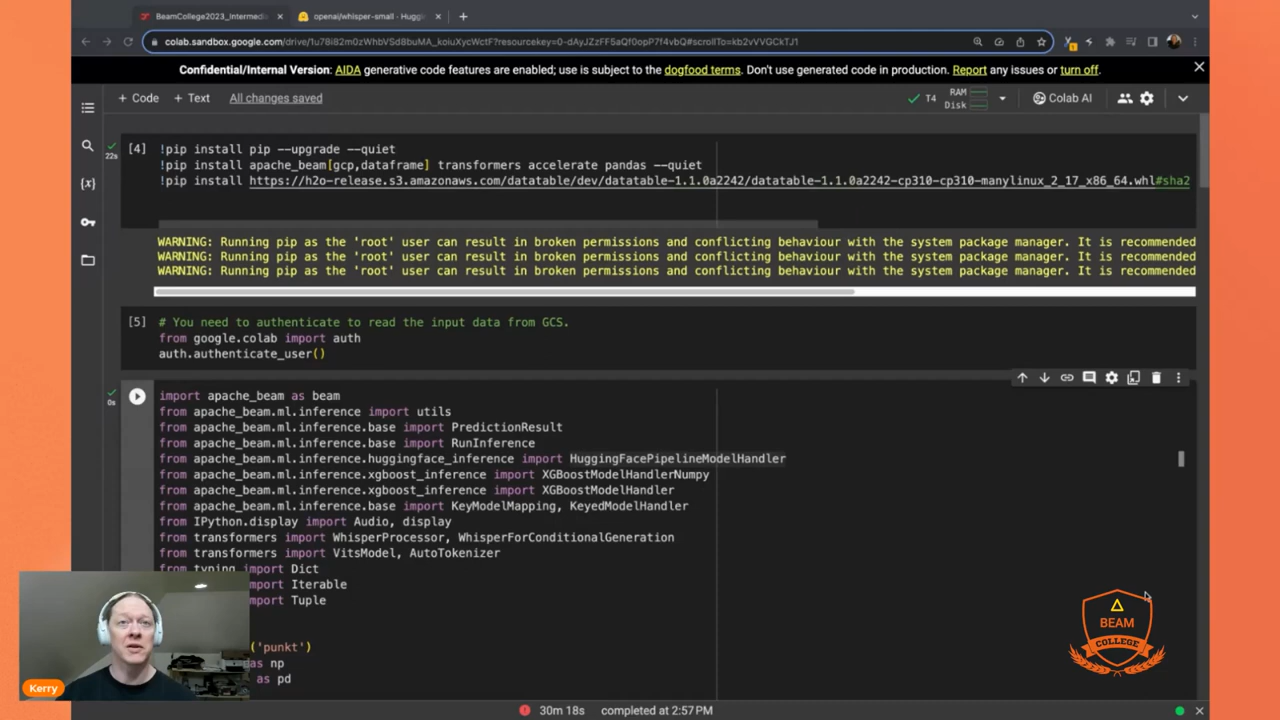 BeamCollege2023_Intermedi
openai/whisper-small · Huggi
colab.sandbox.google.com/drive/1u78i82m0zWhbVSd8buMA_koiuXycWctF?resourcekey=0-dAyJZzFF5aQf0opP7f4vbQ#scrollTo=kb2vVVGCkTJ1
Confidential/Internal Version: AIDA generative code features are enabled; use is subject to the dogfood terms. Don't use generated code in production. Report any issues or turn off.
+ Code + Text All changes saved
T4 RAM Disk Colab AI
[4] !pip install pip --upgrade --quiet
22s !pip install apache_beam[gcp,dataframe] transformers accelerate pandas --quiet
!pip install https://h2o-release.s3.amazonaws.com/datatable/dev/datatable-1.1.0a2242/datatable-1.1.0a2242-cp310-cp310-manylinux_2_17_x86_64.whl#sha2
WARNING: Running pip as the 'root' user can result in broken permissions and conflicting behaviour with the system package manager. It is recommended
WARNING: Running pip as the 'root' user can result in broken permissions and conflicting behaviour with the system package manager. It is recommended
WARNING: Running pip as the 'root' user can result in broken permissions and conflicting behaviour with the system package manager. It is recommended
[5] # You need to authenticate to read the input data from GCS.
from google.colab import auth
auth.authenticate_user()
0s import apache_beam as beam
from apache_beam.ml.inference import utils
from apache_beam.ml.inference.base import PredictionResult
from apache_beam.ml.inference.base import RunInference
from apache_beam.ml.inference.huggingface_inference import HuggingFacePipelineModelHandler
from apache_beam.ml.inference.xgboost_inference import XGBoostModelHandlerNumpy
from apache_beam.ml.inference.xgboost_inference import XGBoostModelHandler
from apache_beam.ml.inference.base import KeyModelMapping, KeyedModelHandler
from IPython.display import Audio, display
from transformers import WhisperProcessor, WhisperForConditionalGeneration
from transformers import VitsModel, AutoTokenizer
from typing import Dict
import Iterable
import Tuple
('punkt')
as np
as pd
Kerry
BEAM
COLLEGE
30m 18s completed at 2:57PM